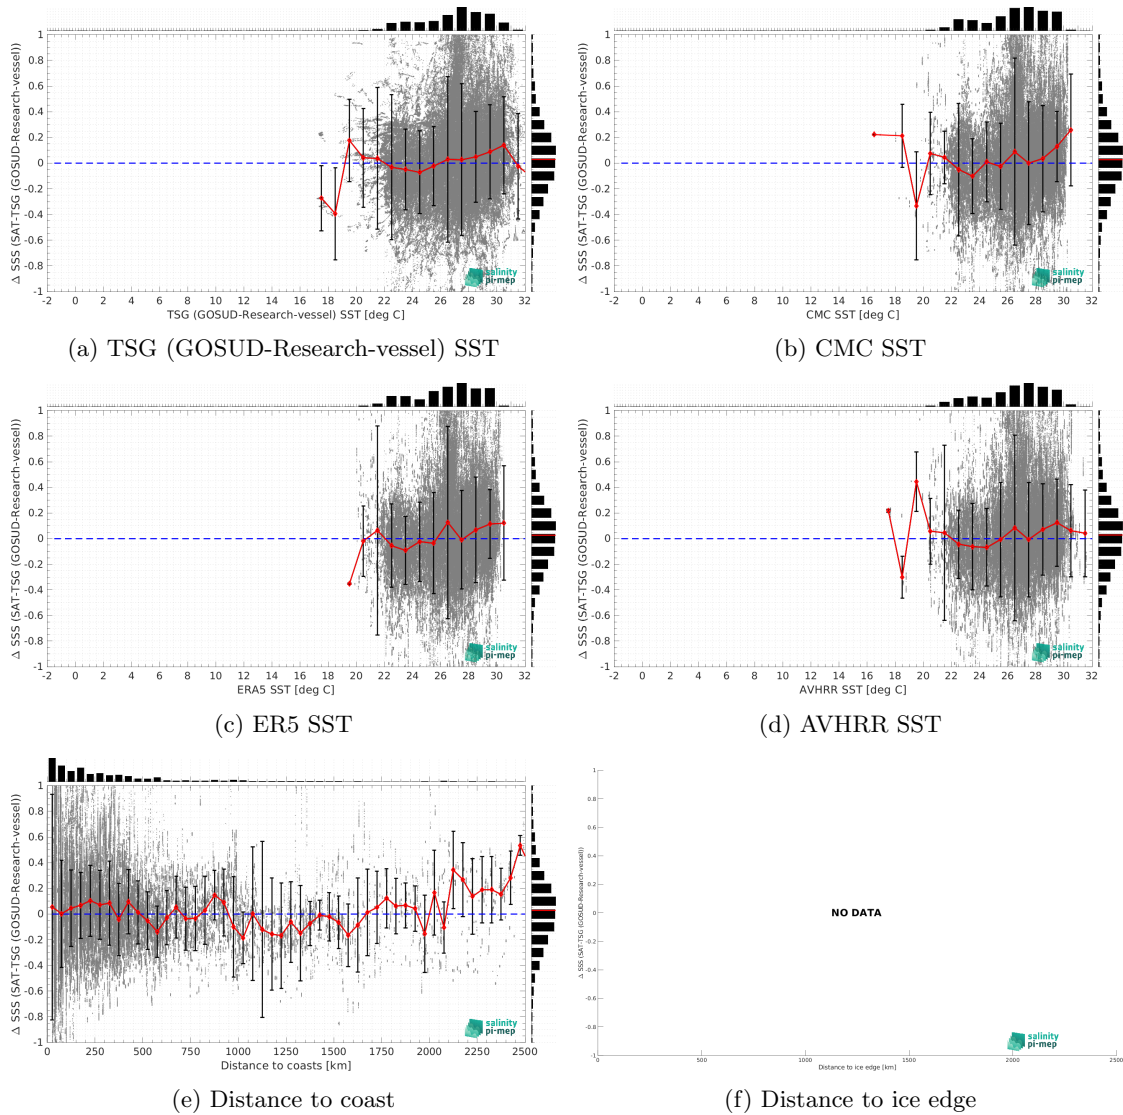 1
0.8
0.6
0.4
0.2
0
-0.2
-0.4
-0.6
-0.8
-1
Δ SSS (SAT-TSG (GOSUD-Research-vessel))
-2 0 2 4 6 8 10 12 14 16 18 20 22 24 26 28 30 32
TSG (GOSUD-Research-vessel) SST [deg C]
salinity
pi-mep
(a) TSG (GOSUD-Research-vessel) SST
1
0.8
0.6
0.4
0.2
0
-0.2
-0.4
-0.6
-0.8
-1
Δ SSS (SAT-TSG (GOSUD-Research-vessel))
-2 0 2 4 6 8 10 12 14 16 18 20 22 24 26 28 30 32
CMC SST [deg C]
salinity
pi-mep
(b) CMC SST
1
0.8
0.6
0.4
0.2
0
-0.2
-0.4
-0.6
-0.8
-1
Δ SSS (SAT-TSG (GOSUD-Research-vessel))
-2 0 2 4 6 8 10 12 14 16 18 20 22 24 26 28 30 32
ERA5 SST [deg C]
salinity
pi-mep
(c) ER5 SST
1
0.8
0.6
0.4
0.2
0
-0.2
-0.4
-0.6
-0.8
-1
Δ SSS (SAT-TSG (GOSUD-Research-vessel))
-2 0 2 4 6 8 10 12 14 16 18 20 22 24 26 28 30 32
AVHRR SST [deg C]
salinity
pi-mep
(d) AVHRR SST
1
0.8
0.6
0.4
0.2
0
-0.2
-0.4
-0.6
-0.8
-1
Δ SSS (SAT-TSG (GOSUD-Research-vessel))
0 250 500 750 1000 1250 1500 1750 2000 2250 2500
Distance to coasts [km]
salinity
pi-mep
(e) Distance to coast
1
0.8
0.6
0.4
0.2
0
-0.2
-0.4
-0.6
-0.8
-1
Δ SSS (SAT-TSG (GOSUD-Research-vessel))
NO DATA
0 500 1000 1500 2000 2500
Distance to ice edge [km]
salinity
pi-mep
(f) Distance to ice edge